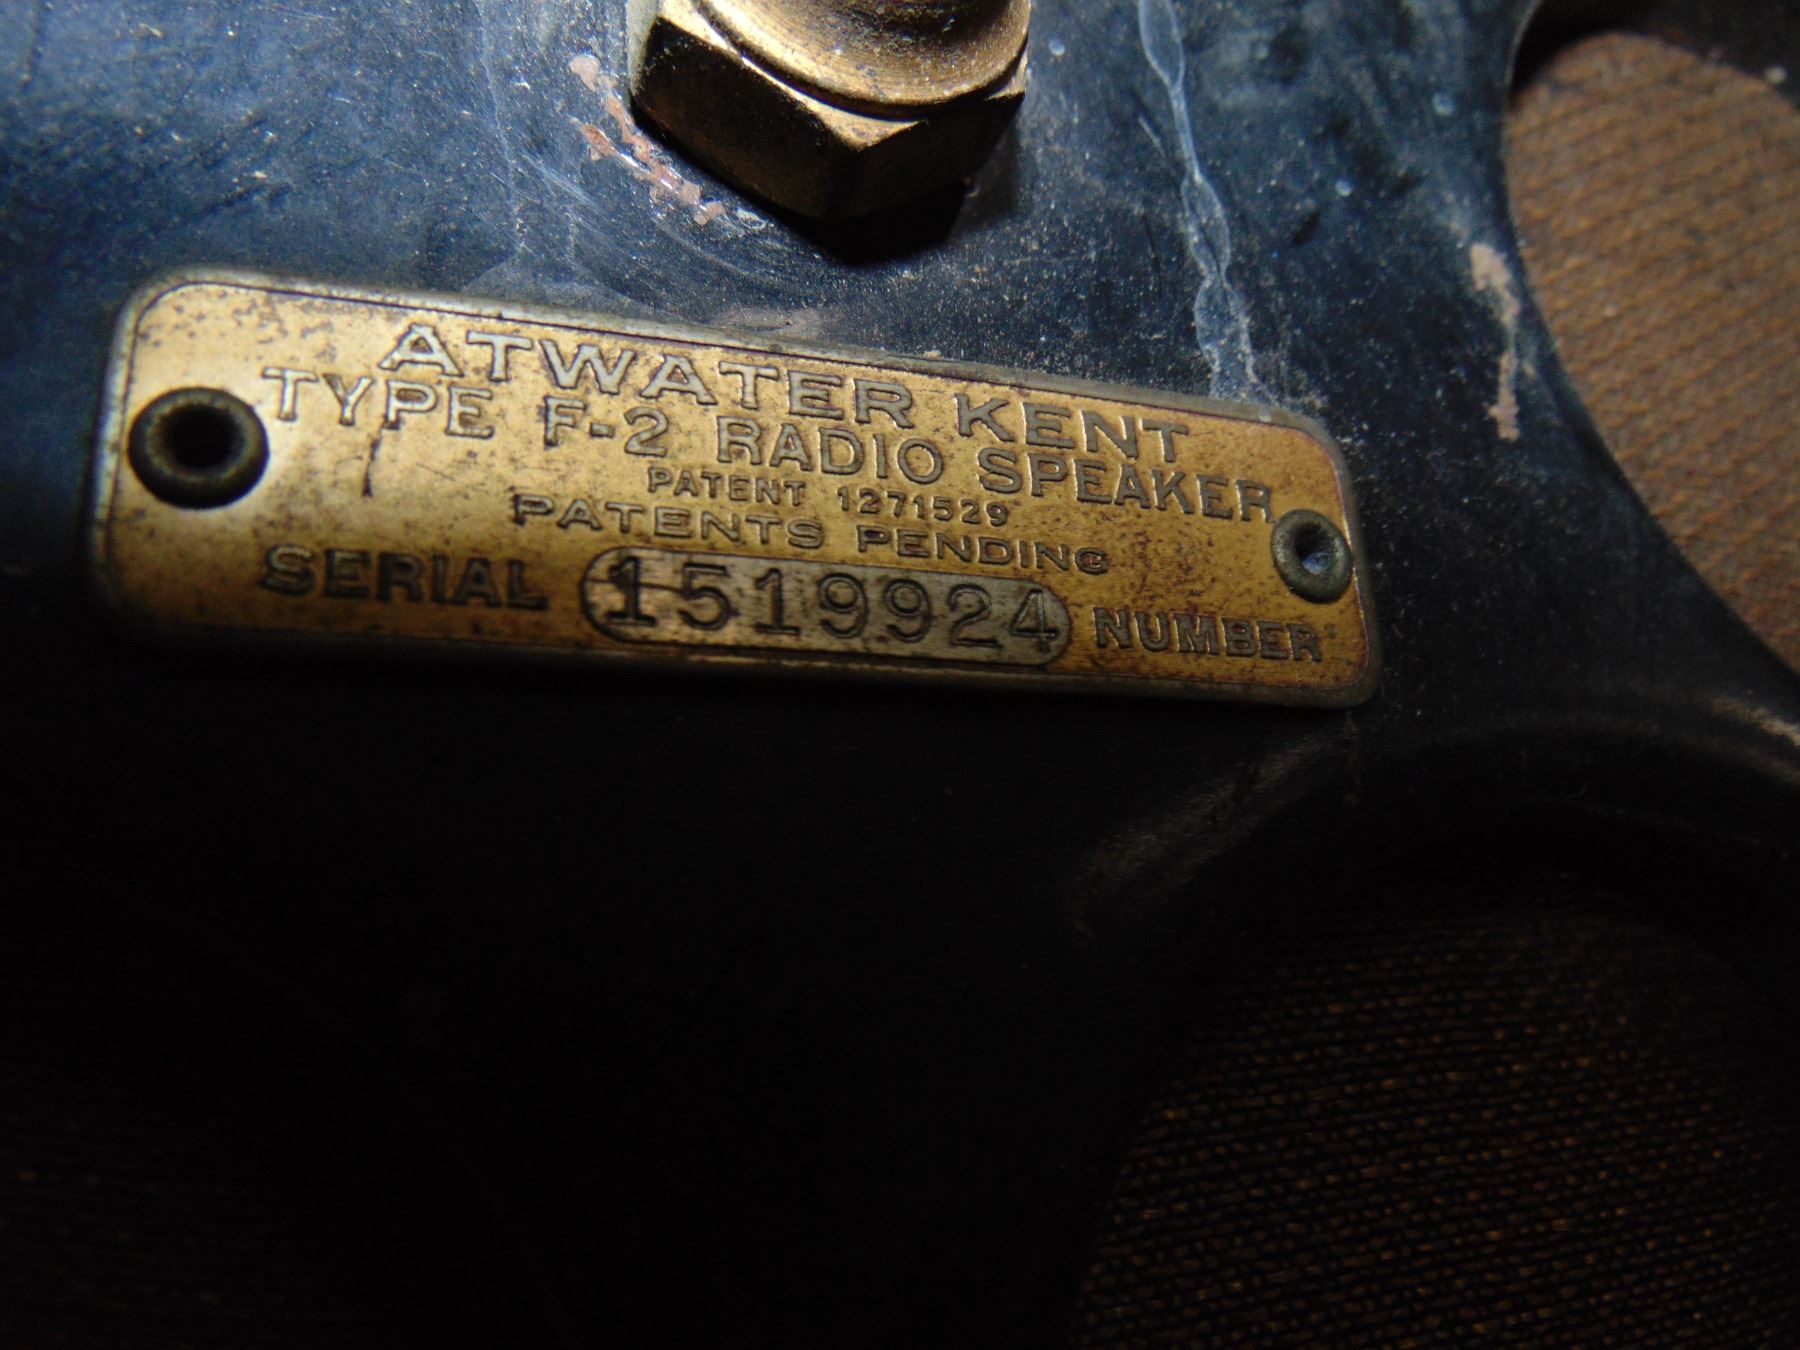 ATWATER KENT
TYPE F-2 RADIO SPEAKER
PATENT 1271529
PATENTS PENDING
SERIAL 1519924 NUMBER